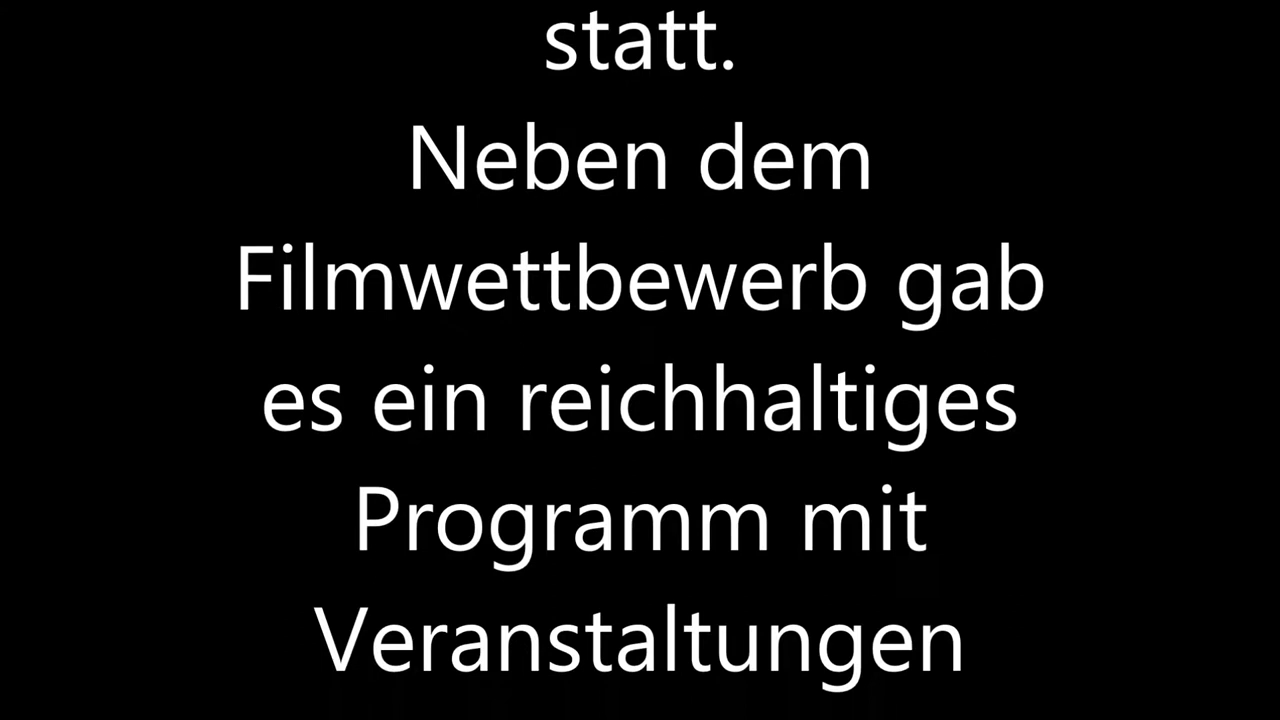 statt.
Neben dem
Filmwettbewerb gab
es ein reichhaltiges
Programm mit
Veranstaltungen